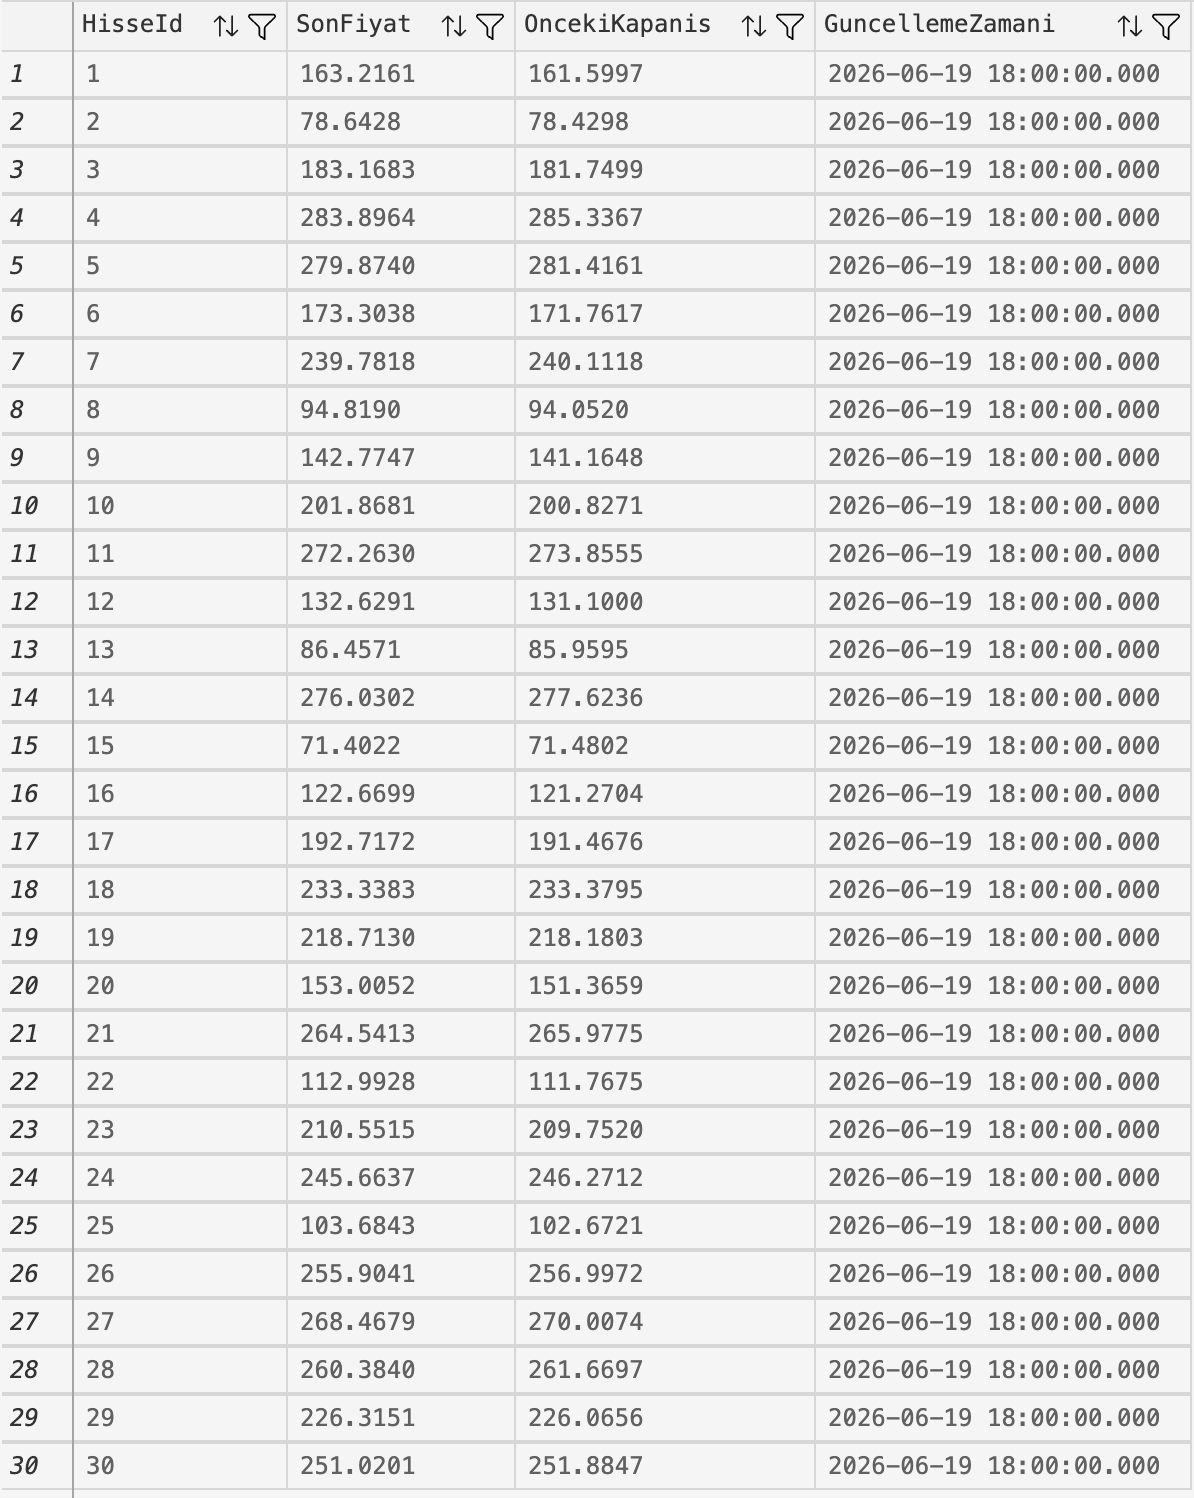 HisseId SonFiyat OncekiKapanis GuncellemeZamani
1 1 163.2161 161.5997 2026-06-19 18:00:00.000
2 2 78.6428 78.4298 2026-06-19 18:00:00.000
3 3 183.1683 181.7499 2026-06-19 18:00:00.000
4 4 283.8964 285.3367 2026-06-19 18:00:00.000
5 5 279.8740 281.4161 2026-06-19 18:00:00.000
6 6 173.3038 171.7617 2026-06-19 18:00:00.000
7 7 239.7818 240.1118 2026-06-19 18:00:00.000
8 8 94.8190 94.0520 2026-06-19 18:00:00.000
9 9 142.7747 141.1648 2026-06-19 18:00:00.000
10 10 201.8681 200.8271 2026-06-19 18:00:00.000
11 11 272.2630 273.8555 2026-06-19 18:00:00.000
12 12 132.6291 131.1000 2026-06-19 18:00:00.000
13 13 86.4571 85.9595 2026-06-19 18:00:00.000
14 14 276.0302 277.6236 2026-06-19 18:00:00.000
15 15 71.4022 71.4802 2026-06-19 18:00:00.000
16 16 122.6699 121.2704 2026-06-19 18:00:00.000
17 17 192.7172 191.4676 2026-06-19 18:00:00.000
18 18 233.3383 233.3795 2026-06-19 18:00:00.000
19 19 218.7130 218.1803 2026-06-19 18:00:00.000
20 20 153.0052 151.3659 2026-06-19 18:00:00.000
21 21 264.5413 265.9775 2026-06-19 18:00:00.000
22 22 112.9928 111.7675 2026-06-19 18:00:00.000
23 23 210.5515 209.7520 2026-06-19 18:00:00.000
24 24 245.6637 246.2712 2026-06-19 18:00:00.000
25 25 103.6843 102.6721 2026-06-19 18:00:00.000
26 26 255.9041 256.9972 2026-06-19 18:00:00.000
27 27 268.4679 270.0074 2026-06-19 18:00:00.000
28 28 260.3840 261.6697 2026-06-19 18:00:00.000
29 29 226.3151 226.0656 2026-06-19 18:00:00.000
30 30 251.0201 251.8847 2026-06-19 18:00:00.000